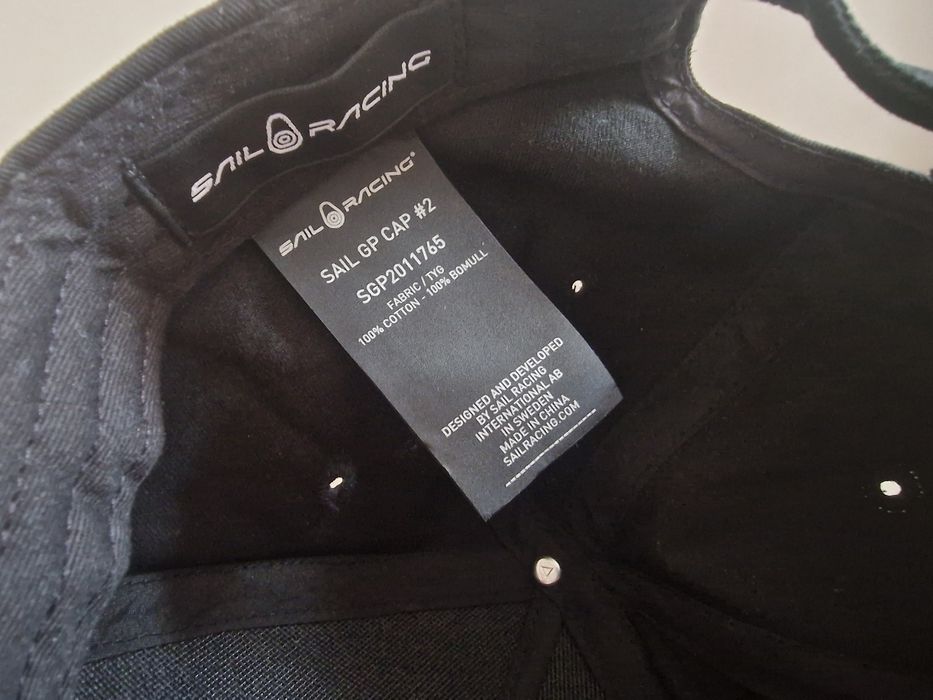 SAIL RACING
SAIL RACING®
SAIL GP CAP #2
SGP2011765
FABRIC / TYG
100% COTTON - 100% BOMULL
DESIGNED AND DEVELOPED
BY SAIL RACING
INTERNATIONAL AB
IN SWEDEN
MADE IN CHINA
SAILRACING.COM